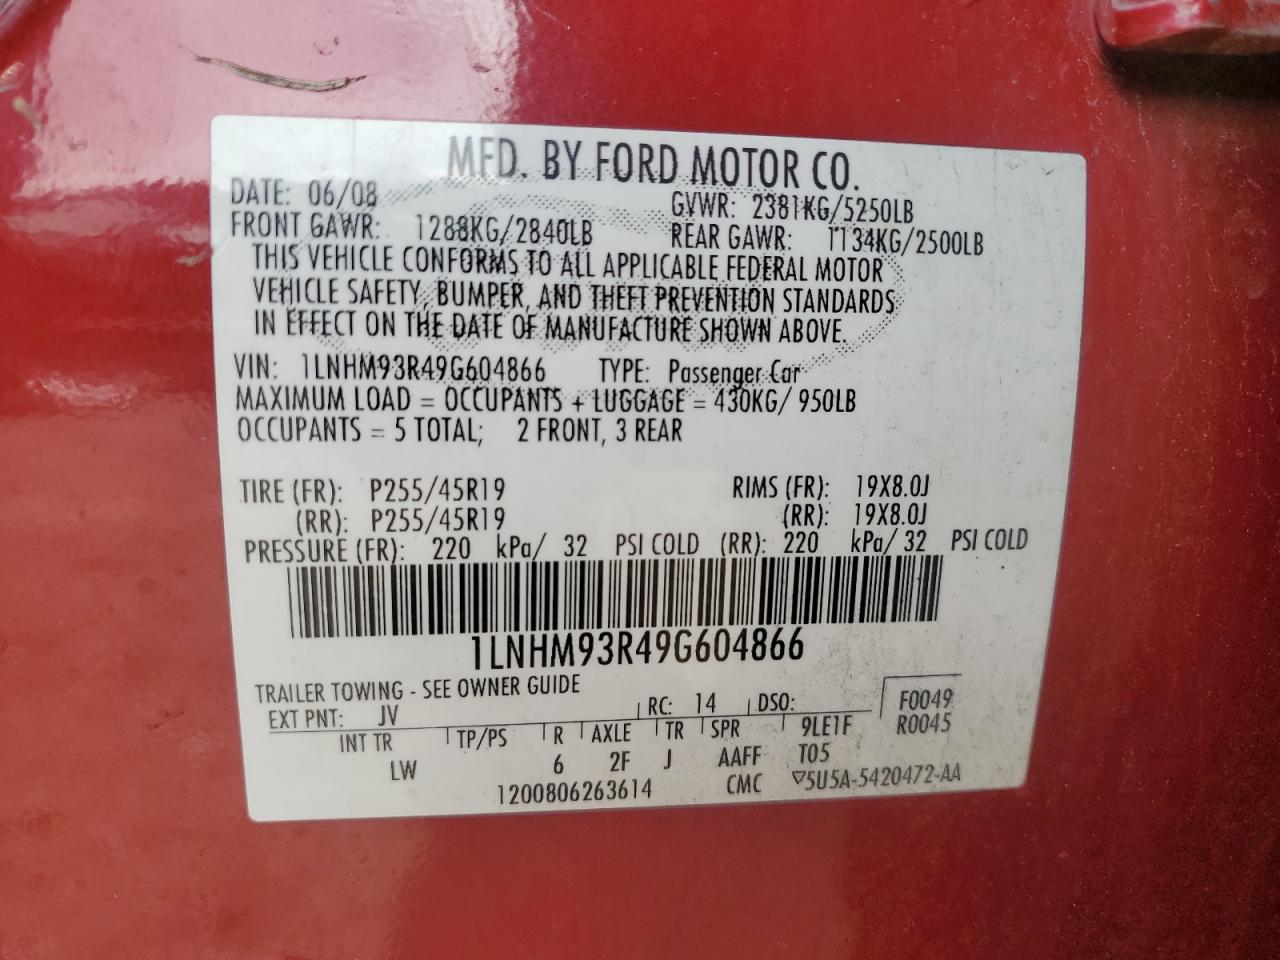 MFD. BY FORD MOTOR CO.
DATE: 06/08 GVWR: 2381KG/5250LB
FRONT GAWR: 1288KG/2840LB REAR GAWR: 1134KG/2500LB
THIS VEHICLE CONFORMS TO ALL APPLICABLE FEDERAL MOTOR
VEHICLE SAFETY, BUMPER, AND THEFT PREVENTION STANDARDS
IN EFFECT ON THE DATE OF MANUFACTURE SHOWN ABOVE.
VIN: 1LNHM93R49G604866 TYPE: Passenger Car
MAXIMUM LOAD = OCCUPANTS + LUGGAGE = 430KG/ 950LB
OCCUPANTS = 5 TOTAL; 2 FRONT, 3 REAR
TIRE (FR): P255/45R19 RIMS (FR): 19X8.0J
(RR): P255/45R19 (RR): 19X8.0J
PRESSURE (FR): 220 kPa/ 32 PSI COLD (RR): 220 kPa/ 32 PSI COLD
1LNHM93R49G604866
TRAILER TOWING - SEE OWNER GUIDE
EXT PNT: JV RC: 14 DSO: F0049
INT TR TP/PS R AXLE TR SPR 9LE1F R0045
LW 6 2F J AAFF T05
1200806263614 CMC ▽5U5A-5420472-AA